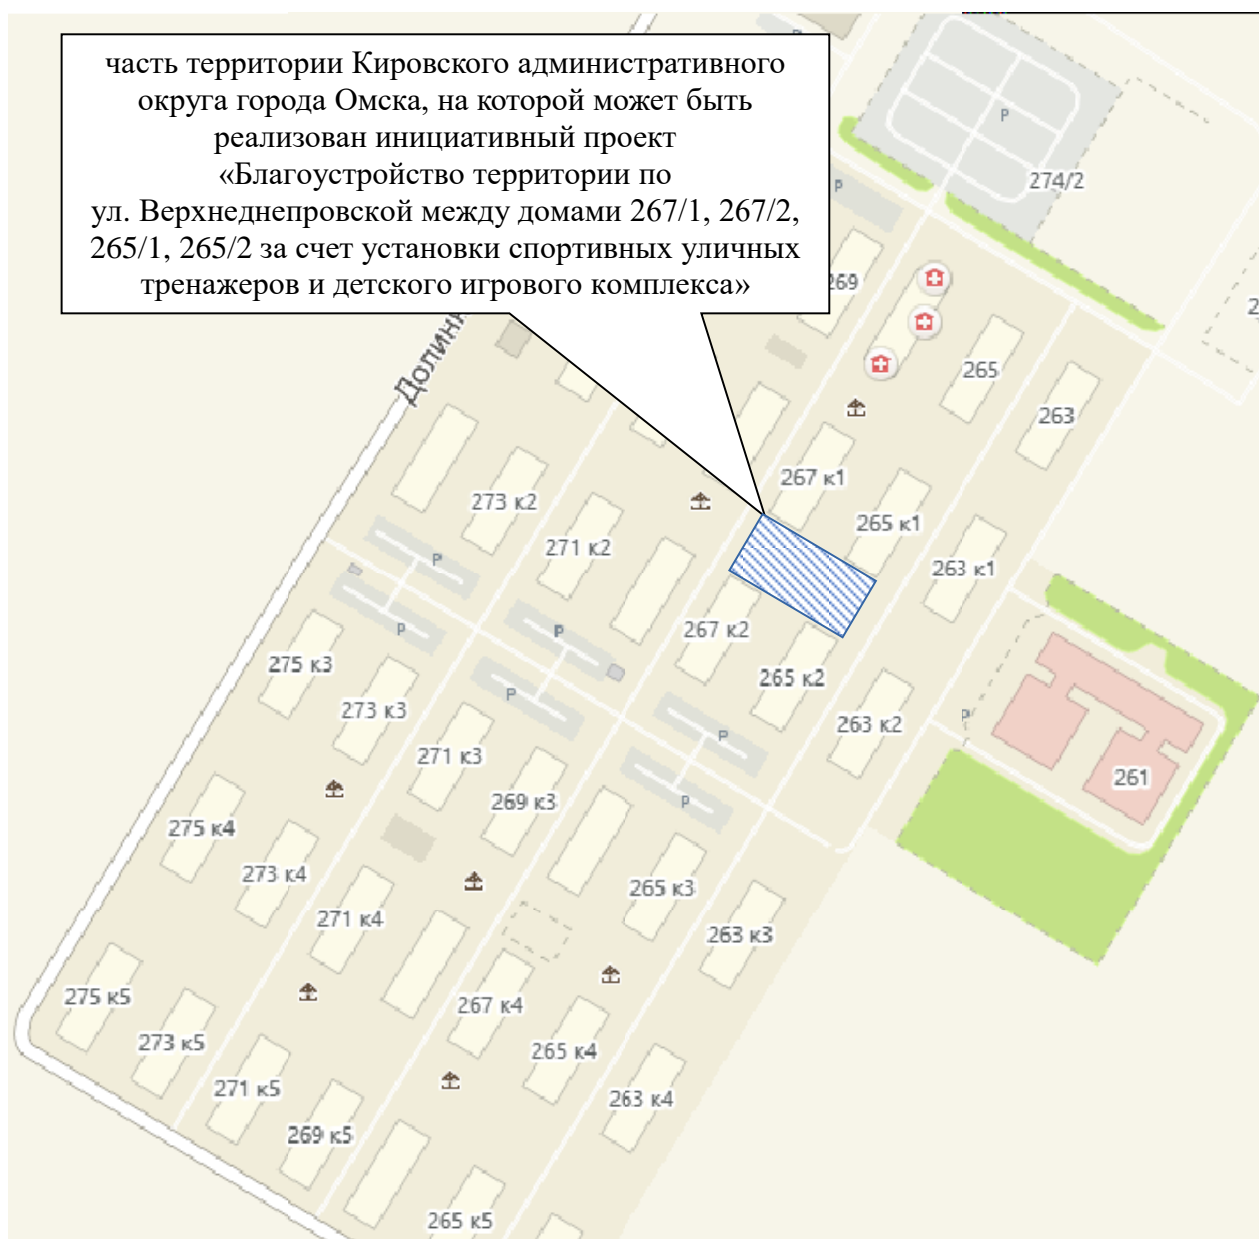 часть территории Кировского административного
округа города Омска, на которой может быть
реализован инициативный проект
«Благоустройство территории по
ул. Верхнеднепровской между домами 267/1, 267/2,
265/1, 265/2 за счет установки спортивных уличных
тренажеров и детского игрового комплекса»
P
274/2
P
269
265
263
267 к1
273 к2
265 к1
271 к2
263 к1
P
P
267 к2
P
275 к3
265 к2
P
273 к3
P
263 к2
P
271 к3
261
269 к3
P
275 к4
273 к4
265 к3
271 к4
263 к3
275 к5
267 к4
273 к5
265 к4
271 к5
263 к4
269 к5
265 к5